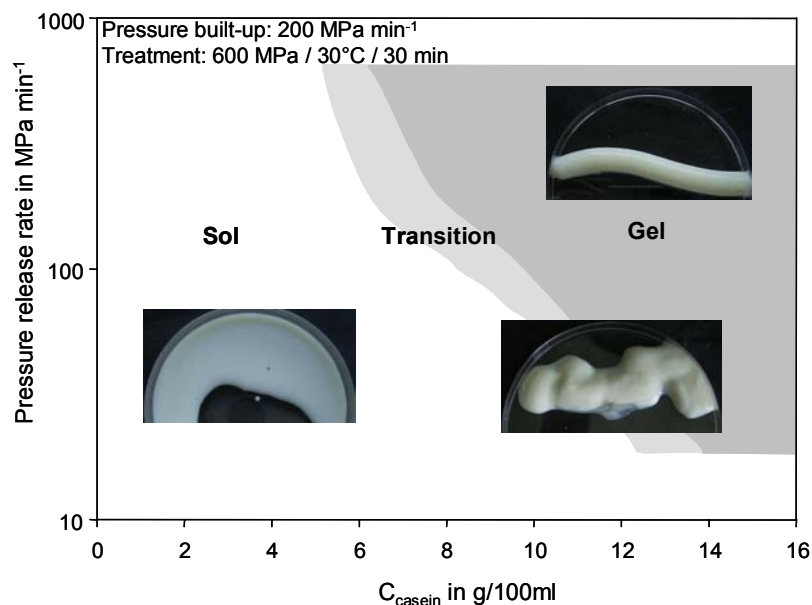 Pressure built-up: 200 MPa min⁻¹
Treatment: 600 MPa / 30°C / 30 min
1000
100
10
Pressure release rate in MPa min⁻¹
Sol
Transition
Gel
0 2 4 6 8 10 12 14 16
C_casein in g/100ml